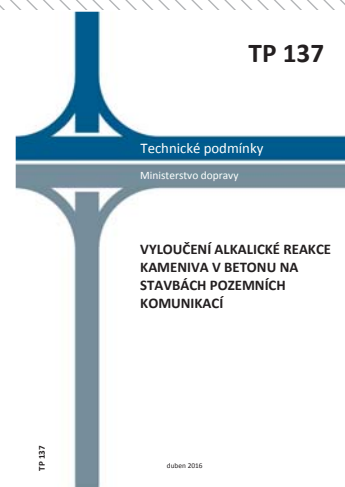 TP 137
Technické podmínky
Ministerstvo dopravy
VYLOUČENÍ ALKALICKÉ REAKCE
KAMENIVA V BETONU NA
STAVBÁCH POZEMNÍCH
KOMUNIKACÍ
TP 137
duben 2016